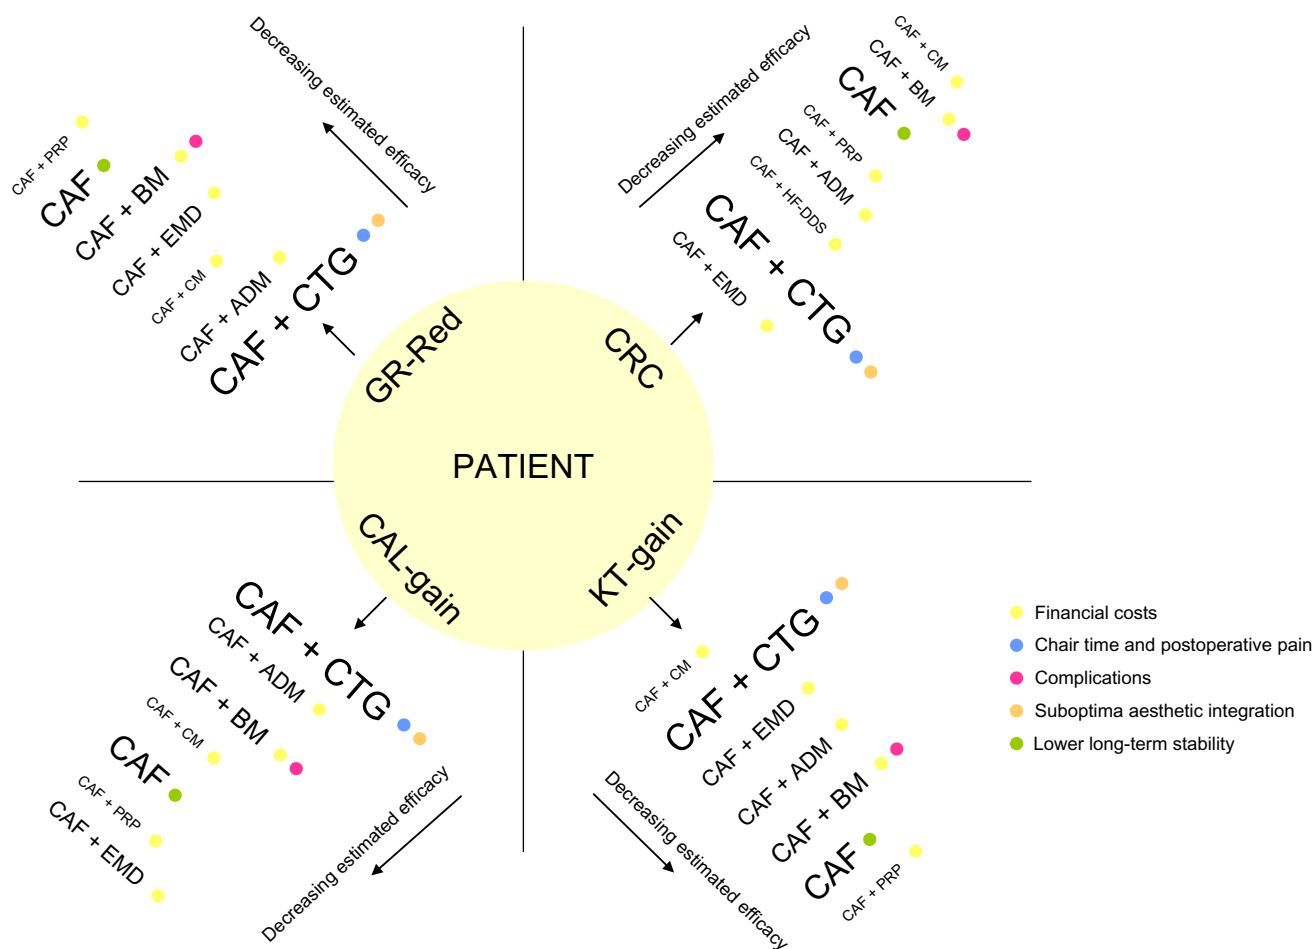 Decreasing estimated efficacy
CAF + PRP
CAF
CAF + BM
CAF + EMD
CAF + CM
CAF + ADM
CAF + CTG
GR-Red
Decreasing estimated efficacy
CAF + CM
CAF + BM
CAF
CAF + PRP
CAF + ADM
CAF + HF-DDS
CAF + CTG
CAF + EMD
CRC
PATIENT
CAL-gain
CAF + CTG
CAF + ADM
CAF + BM
CAF + CM
CAF
CAF + PRP
CAF + EMD
Decreasing estimated efficacy
KT-gain
CAF + CM
CAF + CTG
CAF + EMD
CAF + ADM
CAF + BM
CAF
CAF + PRP
Decreasing estimated efficacy
Financial costs
Chair time and postoperative pain
Complications
Suboptima aesthetic integration
Lower long-term stability